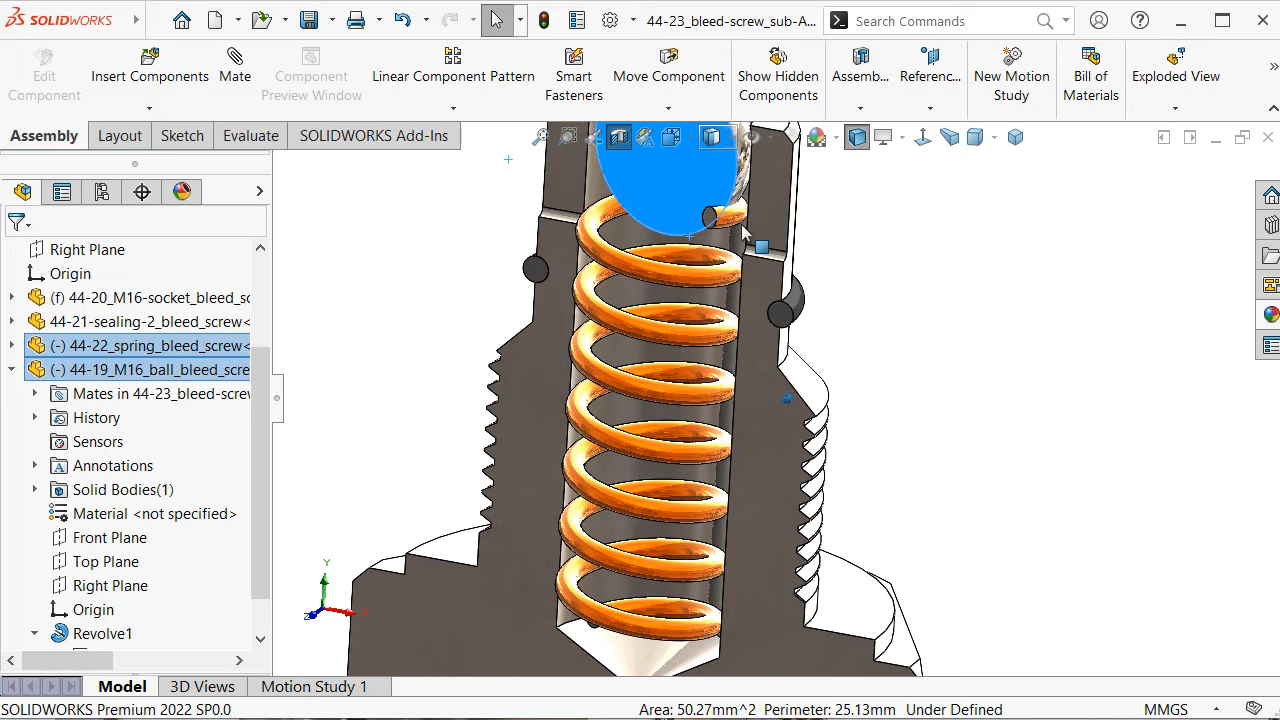 SOLIDWORKS
44-23_bleed-screw_sub-A...
Search Commands
Edit Component
Insert Components
Mate
Component Preview Window
Linear Component Pattern
Smart Fasteners
Move Component
Show Hidden Components
Assemb...
Referenc...
New Motion Study
Bill of Materials
Exploded View
Assembly
Layout
Sketch
Evaluate
SOLIDWORKS Add-Ins
Right Plane
Origin
(f) 44-20_M16-socket_bleed_sc
44-21-sealing-2_bleed_screw<
(-) 44-22_spring_bleed_screw<
(-) 44-19_M16_ball_bleed_scre
Mates in 44-23_bleed-screw
History
Sensors
Annotations
Solid Bodies(1)
Material <not specified>
Front Plane
Top Plane
Right Plane
Origin
Revolve1
Y
X
Z
Model
3D Views
Motion Study 1
SOLIDWORKS Premium 2022 SP0.0
Area: 50.27mm^2 Perimeter: 25.13mm Under Defined
MMGS